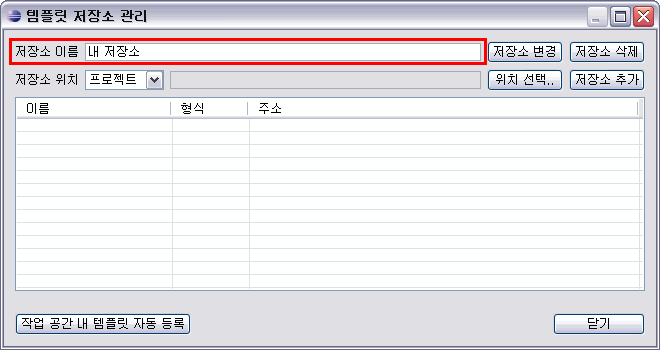 템플릿 저장소 관리
저장소 이름 내 저장소 저장소 변경 저장소 삭제
저장소 위치 프로젝트 위치 선택.. 저장소 추가
이름 형식 주소
작업 공간 내 템플릿 자동 등록 닫기